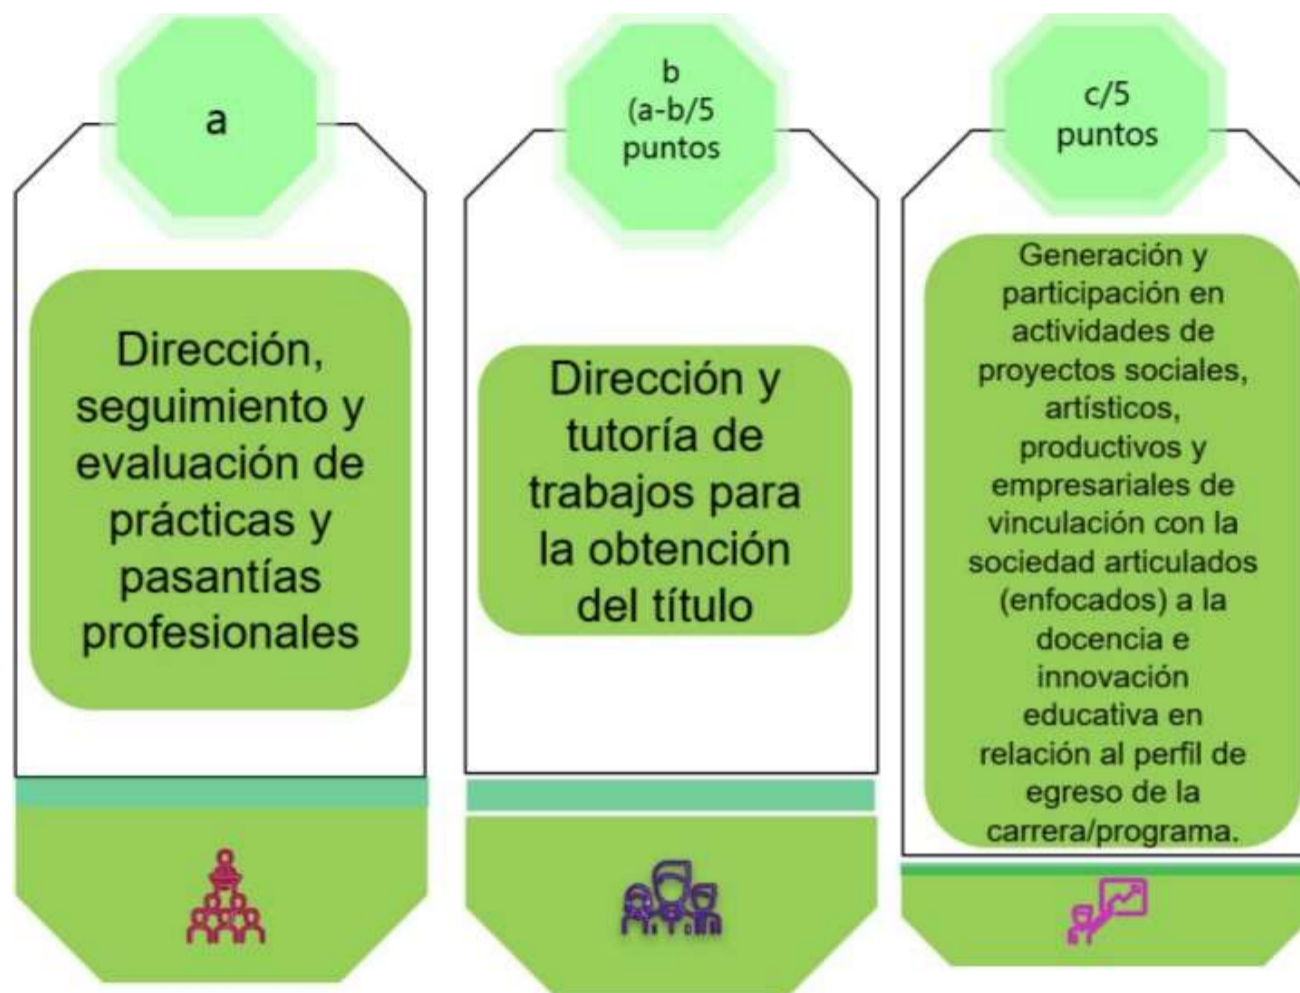 a
Dirección,
seguimiento y
evaluación de
prácticas y
pasantías
profesionales
b
(a-b/5
puntos
Dirección y
tutoría de
trabajos para
la obtención
del título
c/5
puntos
Generación y
participación en
actividades de
proyectos sociales,
artísticos,
productivos y
empresariales de
vinculación con la
sociedad articulados
(enfocados) a la
docencia e
innovación
educativa en
relación al perfil de
egreso de la
carrera/programa.